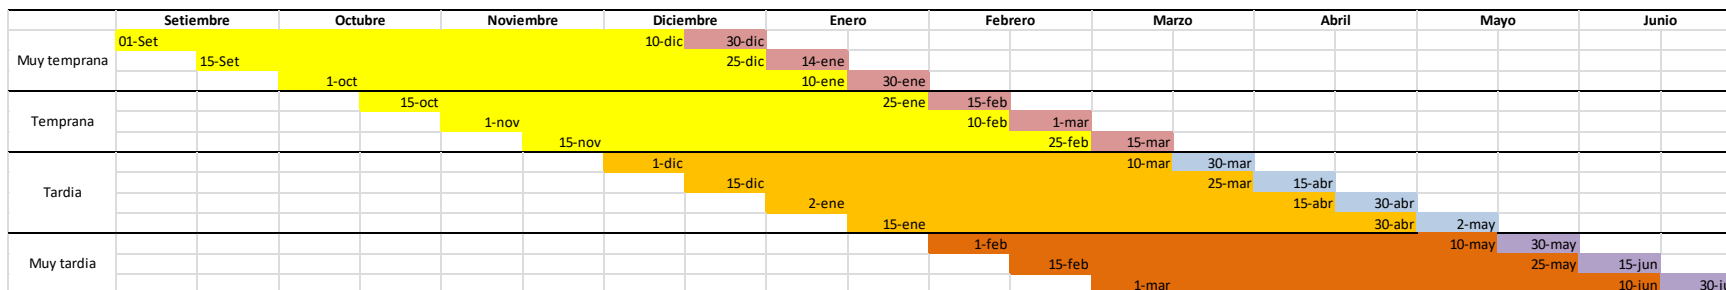 Setiembre Octubre Noviembre Diciembre Enero Febrero Marzo Abril Mayo Junio
01-Set 10-dic 30-dic
Muy temprana 15-Set 25-dic 14-ene
1-oct 10-ene 30-ene
15-oct 25-ene 15-feb
Temprana 1-nov 10-feb 1-mar
15-nov 25-feb 15-mar
1-dic 10-mar 30-mar
Tardia 15-dic 25-mar 15-abr
2-ene 15-abr 30-abr
15-ene 30-abr 2-may
1-feb 10-may 30-may
Muy tardia 15-feb 25-may 15-jun
1-mar 10-jun